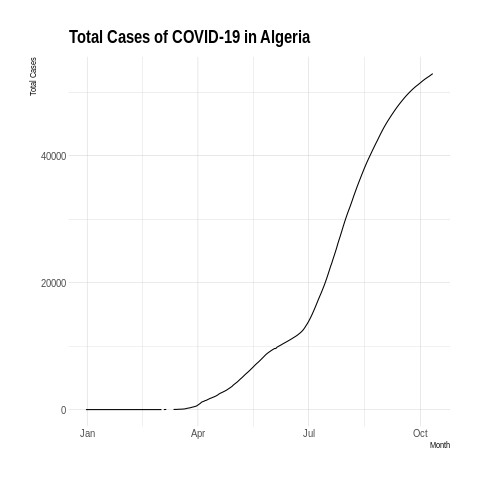 Total Cases of COVID-19 in Algeria
Total Cases
40000
20000
0
Jan Apr Jul Oct
Month